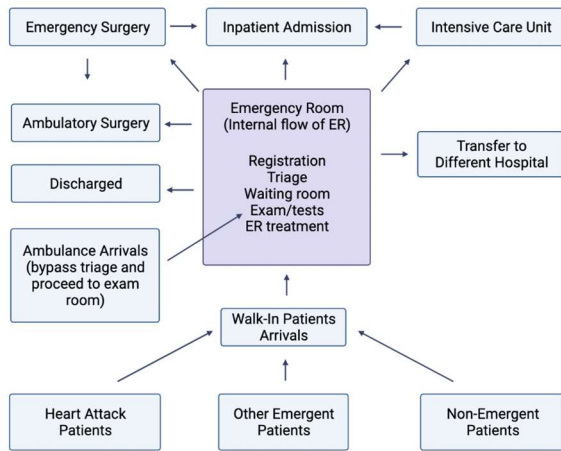 Emergency Surgery
Inpatient Admission
Intensive Care Unit
Emergency Room
(Internal flow of ER)
Registration
Triage
Waiting room
Exam/tests
ER treatment
Ambulatory Surgery
Discharged
Transfer to
Different Hospital
Ambulance Arrivals
(bypass triage and
proceed to exam
room)
Walk-In Patients
Arrivals
Heart Attack
Patients
Other Emergent
Patients
Non-Emergent
Patients